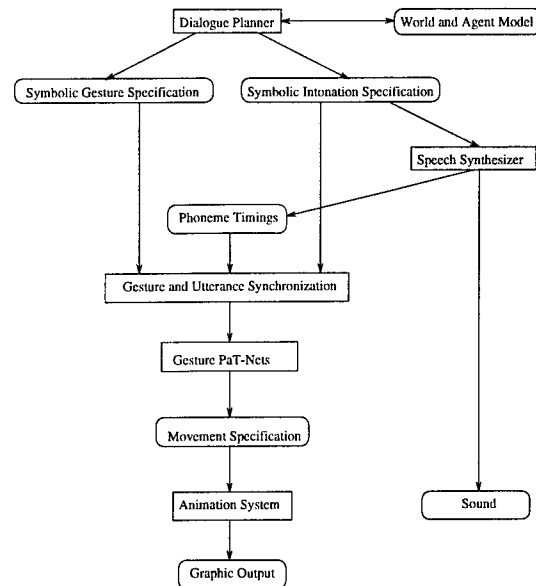 Dialogue Planner
World and Agent Model
Symbolic Gesture Specification
Symbolic Intonation Specification
Speech Synthesizer
Phoneme Timings
Gesture and Utterance Synchronization
Gesture PaT-Nets
Movement Specification
Animation System
Sound
Graphic Output